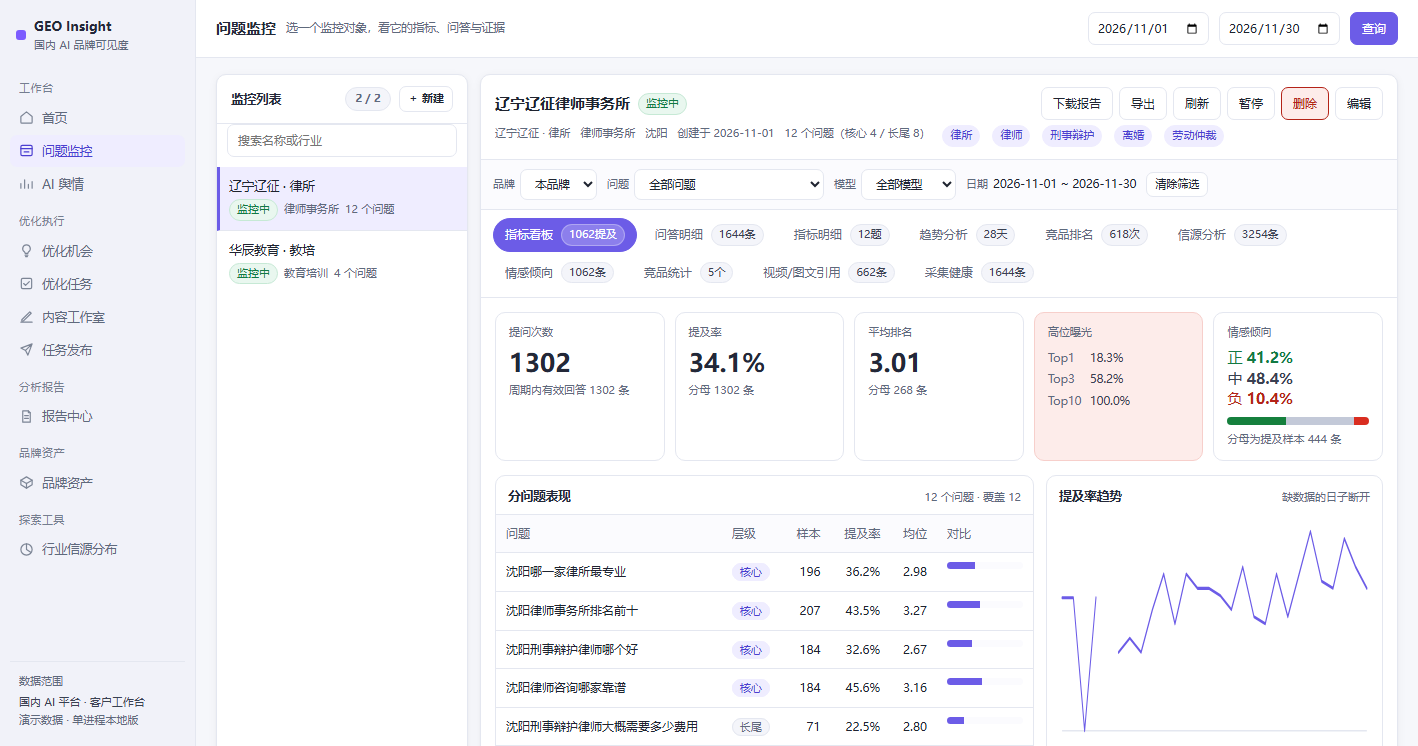 GEO Insight
国内 AI 品牌可见度
工作台
首页
问题监控
AI 舆情
优化执行
优化机会
优化任务
内容工作室
任务发布
分析报告
报告中心
品牌资产
品牌资产
探索工具
行业信源分布
数据范围
国内 AI 平台 · 客户工作台
演示数据 · 单进程本地版
问题监控 选一个监控对象，看它的指标、问答与证据
2026/11/01 2026/11/30 查询
监控列表 2 / 2 + 新建
搜索名称或行业
辽宁辽征 · 律所
监控中 律师事务所 12 个问题
华辰教育 · 教培
监控中 教育培训 4 个问题
辽宁辽征律师事务所 监控中
下载报告 导出 刷新 暂停 删除 编辑
辽宁辽征 · 律所 律师事务所 沈阳 创建于 2026-11-01 12 个问题（核心 4 / 长尾 8） 律所 律师 刑事辩护 离婚 劳动仲裁
品牌 本品牌 问题 全部问题 模型 全部模型 日期 2026-11-01 ~ 2026-11-30 清除筛选
指标看板 1062提及 问答明细 1644条 指标明细 12题 趋势分析 28天 竞品排名 618次 信源分析 3254条
情感倾向 1062条 竞品统计 5个 视频/图文引用 662条 采集健康 1644条
提问次数
1302
周期内有效回答 1302 条
提及率
34.1%
分母 1302 条
平均排名
3.01
分母 268 条
高位曝光
Top1 18.3%
Top3 58.2%
Top10 100.0%
情感倾向
正 41.2%
中 48.4%
负 10.4%
分母为提及样本 444 条
分问题表现 12 个问题 · 覆盖 12
问题 层级 样本 提及率 均位 对比
沈阳哪一家律所最专业 核心 196 36.2% 2.98
沈阳律师事务所排名前十 核心 207 43.5% 3.27
沈阳刑事辩护律师哪个好 核心 184 32.6% 2.67
沈阳律师咨询哪家靠谱 核心 184 45.6% 3.16
沈阳刑事辩护律师大概需要多少费用 长尾 71 22.5% 2.80
提及率趋势 缺数据的日子断开